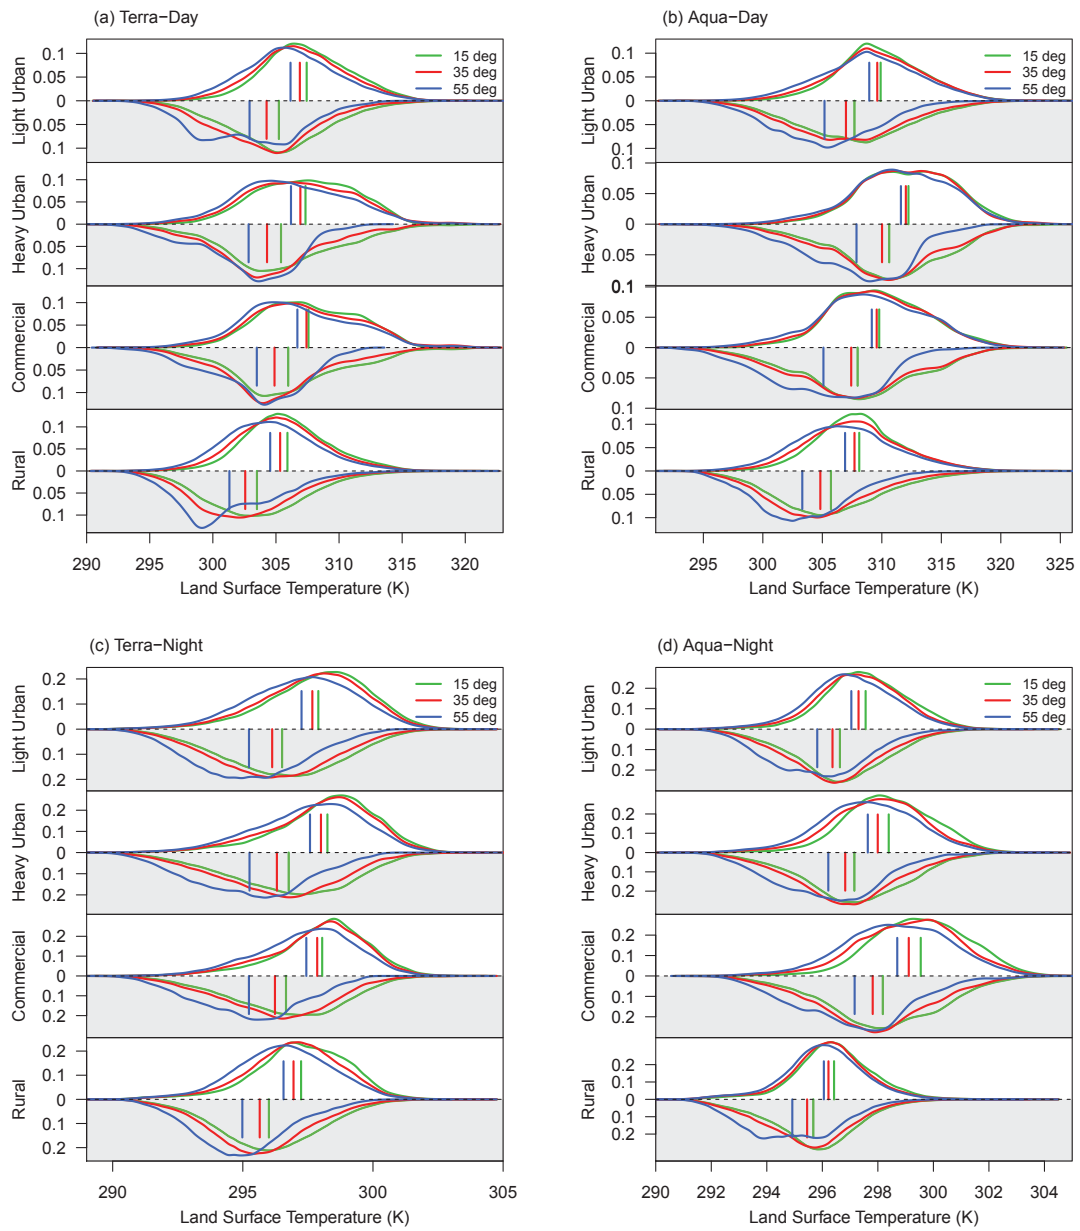 (a) Terra−Day
Light Urban
0.1
0.05
0
0.05
0.1
15 deg
35 deg
55 deg
Heavy Urban
0.1
0.05
0
0.05
0.1
Commercial
0.1
0.05
0
0.05
0.1
Rural
0.1
0.05
0
0.05
0.1
290 295 300 305 310 315 320
Land Surface Temperature (K)
(b) Aqua−Day
Light Urban
0.1
0.05
0
0.05
0.1
15 deg
35 deg
55 deg
Heavy Urban
0.1
0.05
0
0.05
0.1
Commercial
0.1
0.05
0
0.05
0.1
Rural
0.1
0.05
0
0.05
0.1
295 300 305 310 315 320 325
Land Surface Temperature (K)
(c) Terra−Night
Light Urban
0.2
0.1
0
0.1
0.2
15 deg
35 deg
55 deg
Heavy Urban
0.2
0.1
0
0.1
0.2
Commercial
0.2
0.1
0
0.1
0.2
Rural
0.2
0.1
0
0.1
0.2
290 295 300 305
Land Surface Temperature (K)
(d) Aqua−Night
Light Urban
0.2
0.1
0
0.1
0.2
15 deg
35 deg
55 deg
Heavy Urban
0.2
0.1
0
0.1
0.2
Commercial
0.2
0.1
0
0.1
0.2
Rural
0.2
0.1
0
0.1
0.2
290 292 294 296 298 300 302 304
Land Surface Temperature (K)